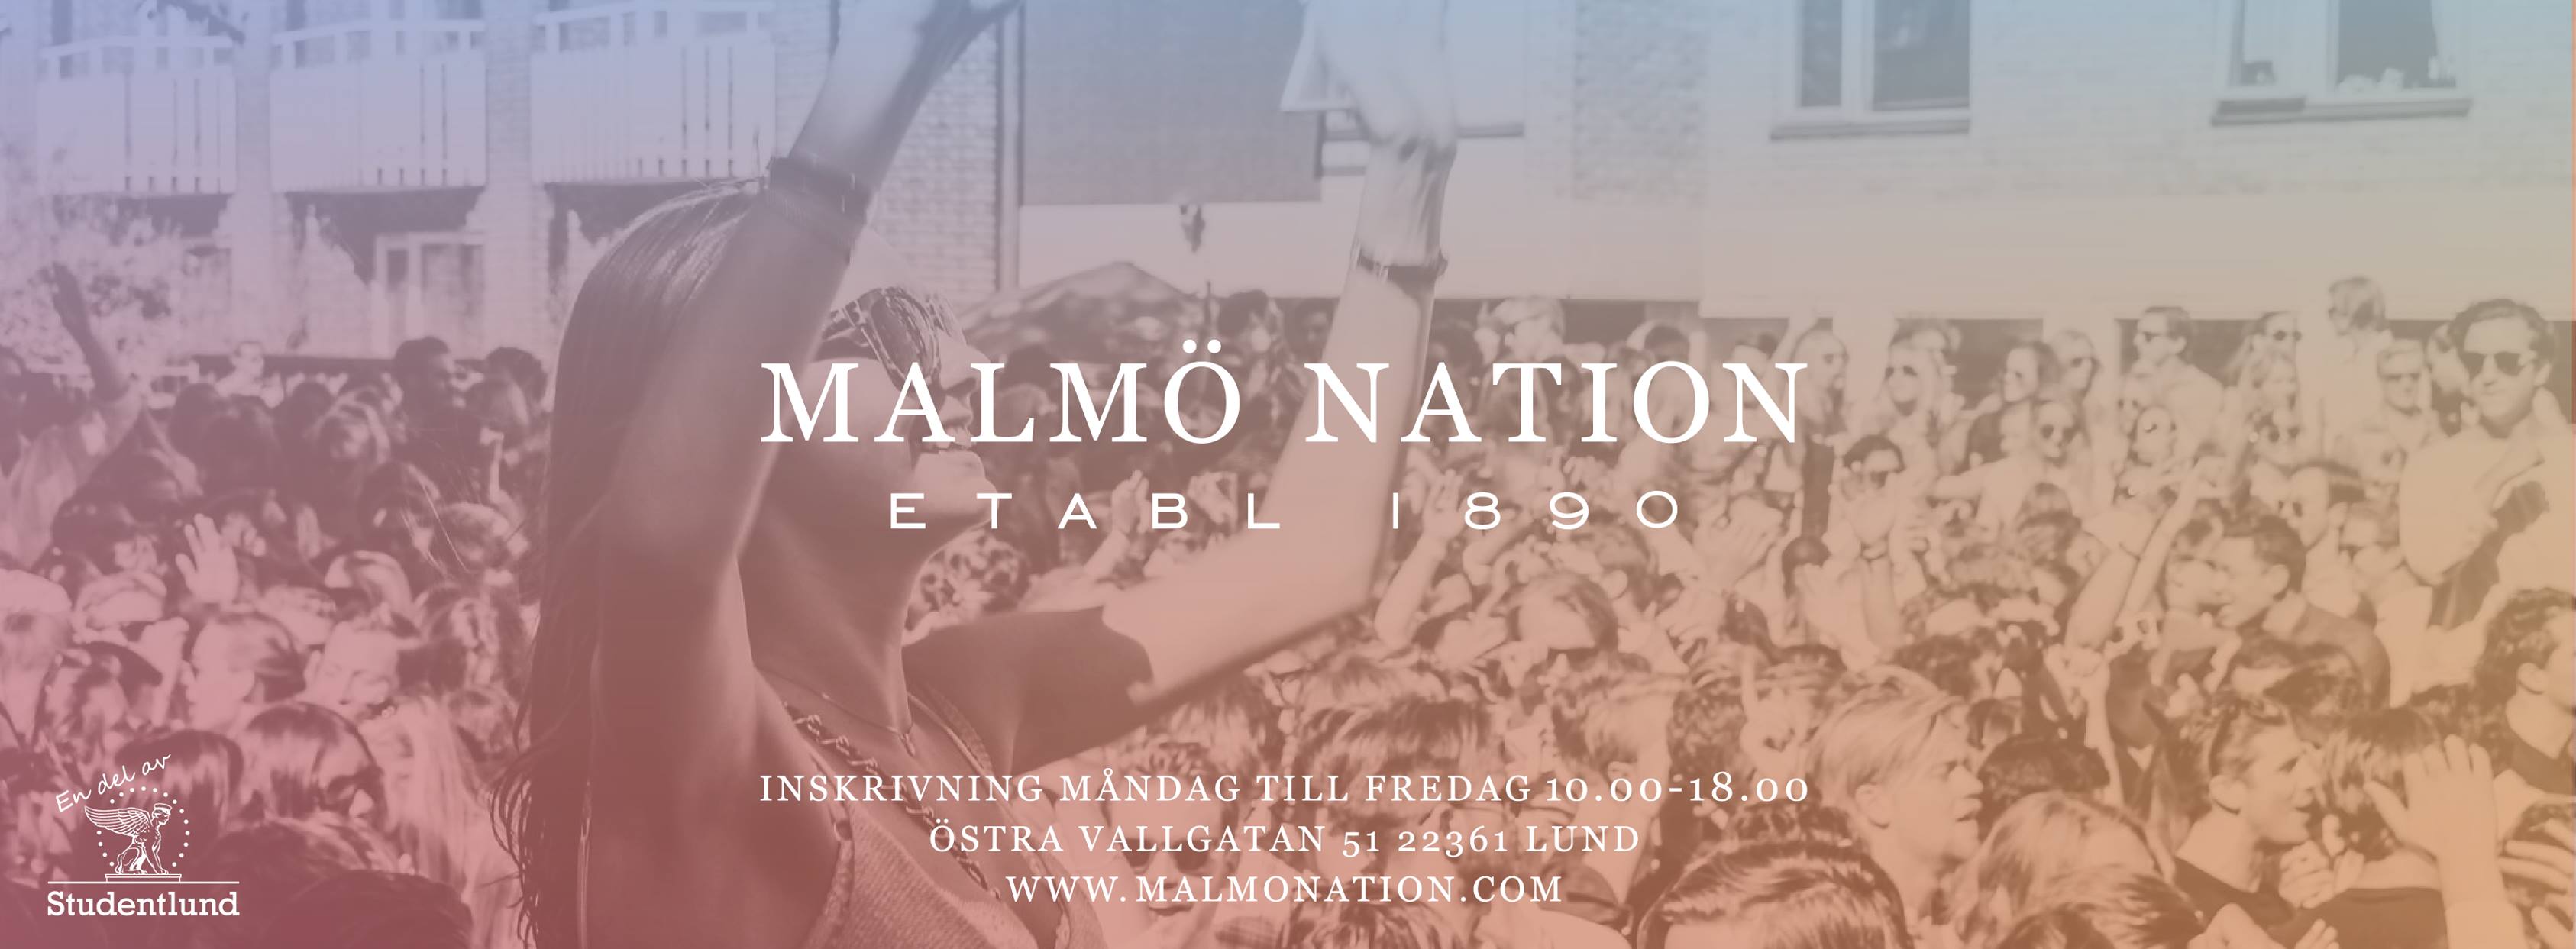 MALMÖ NATION
ETABL 1890
INSKRIVNING MÅNDAG TILL FREDAG 10.00-18.00
ÖSTRA VALLGATAN 51 22361 LUND
WWW.MALMONATION.COM
En del av
Studentlund